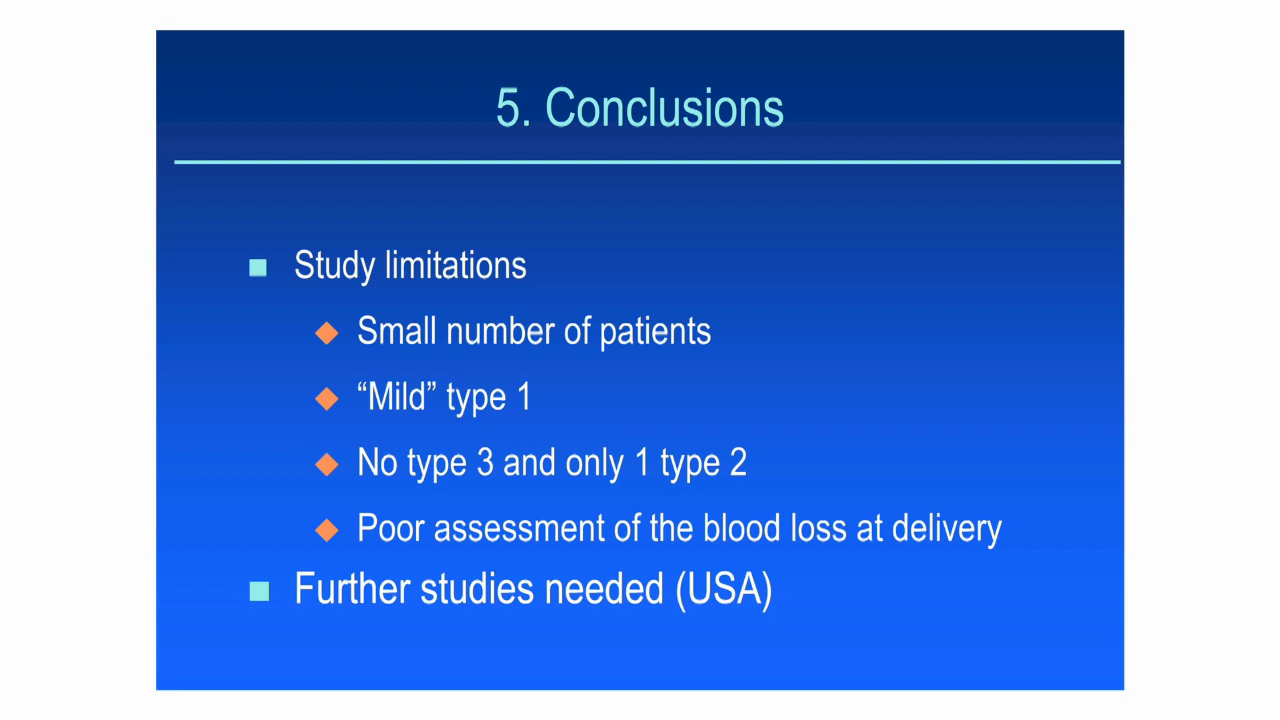 5. Conclusions
Study limitations
Small number of patients
“Mild” type 1
No type 3 and only 1 type 2
Poor assessment of the blood loss at delivery
Further studies needed (USA)